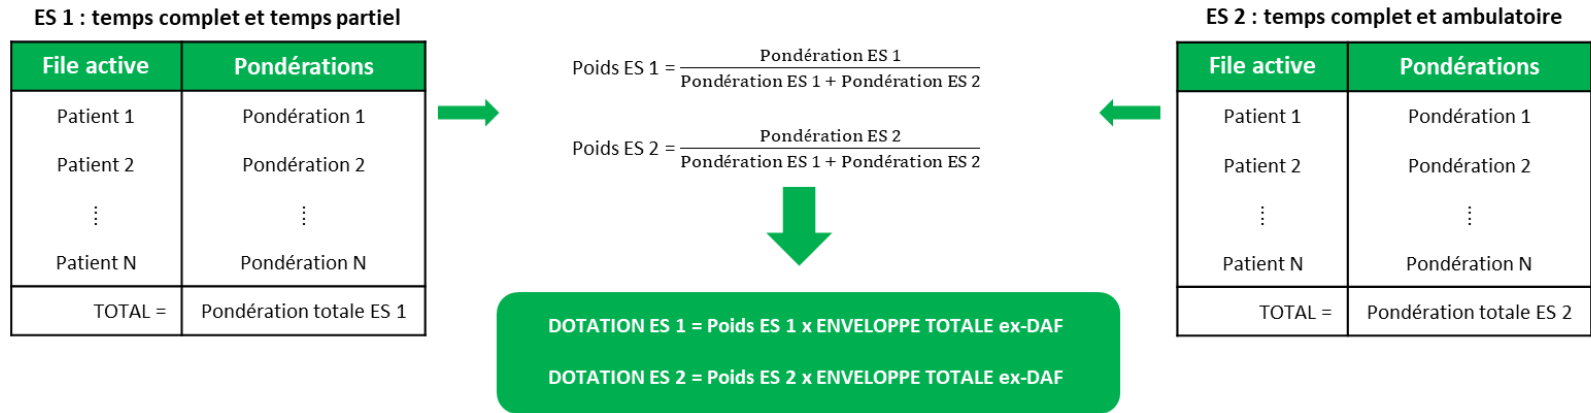 ES 1 : temps complet et temps partiel
File active Pondérations
Patient 1 Pondération 1
Patient 2 Pondération 2
⋮ ⋮
Patient N Pondération N
TOTAL = Pondération totale ES 1
Poids ES 1 = Pondération ES 1
Pondération ES 1 + Pondération ES 2
Poids ES 2 = Pondération ES 2
Pondération ES 1 + Pondération ES 2
DOTATION ES 1 = Poids ES 1 x ENVELOPPE TOTALE ex-DAF
DOTATION ES 2 = Poids ES 2 x ENVELOPPE TOTALE ex-DAF
ES 2 : temps complet et ambulatoire
File active Pondérations
Patient 1 Pondération 1
Patient 2 Pondération 2
⋮ ⋮
Patient N Pondération N
TOTAL = Pondération totale ES 2